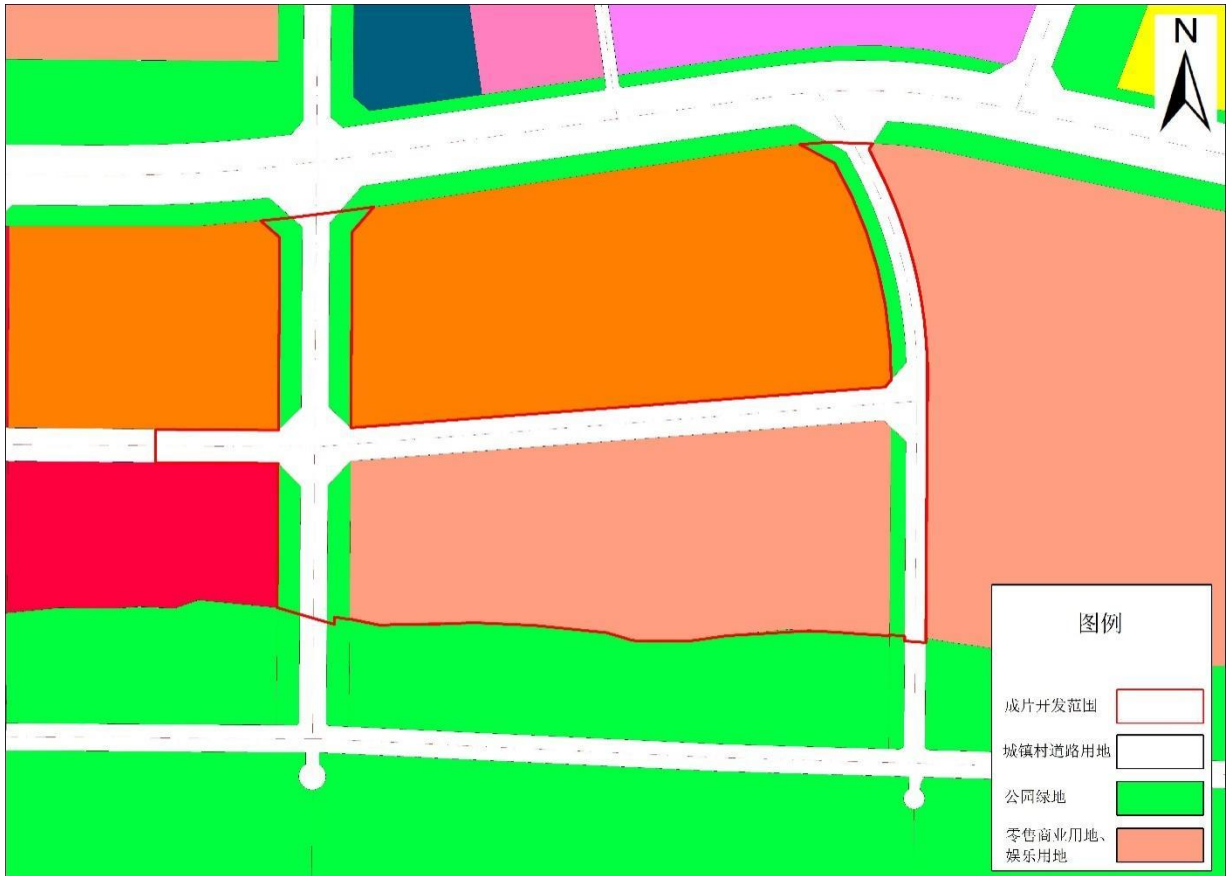 N
图例
成片开发范围
城镇村道路用地
公园绿地
零售商业用地、
娱乐用地